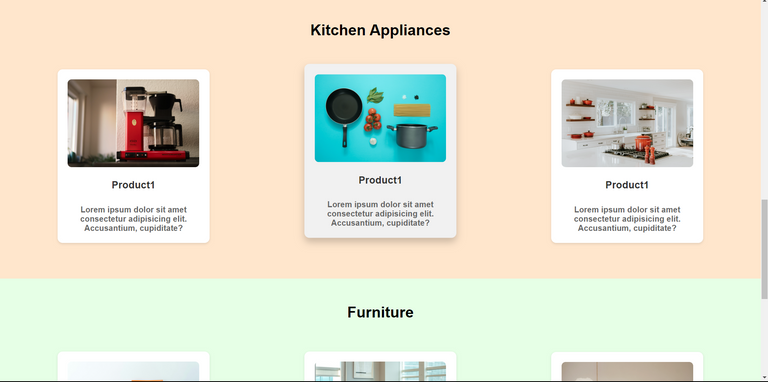 Kitchen Appliances
Product1
Lorem ipsum dolor sit amet
consectetur adipisicing elit.
Accusantium, cupiditate?
Product1
Lorem ipsum dolor sit amet
consectetur adipisicing elit.
Accusantium, cupiditate?
Product1
Lorem ipsum dolor sit amet
consectetur adipisicing elit.
Accusantium, cupiditate?
Furniture